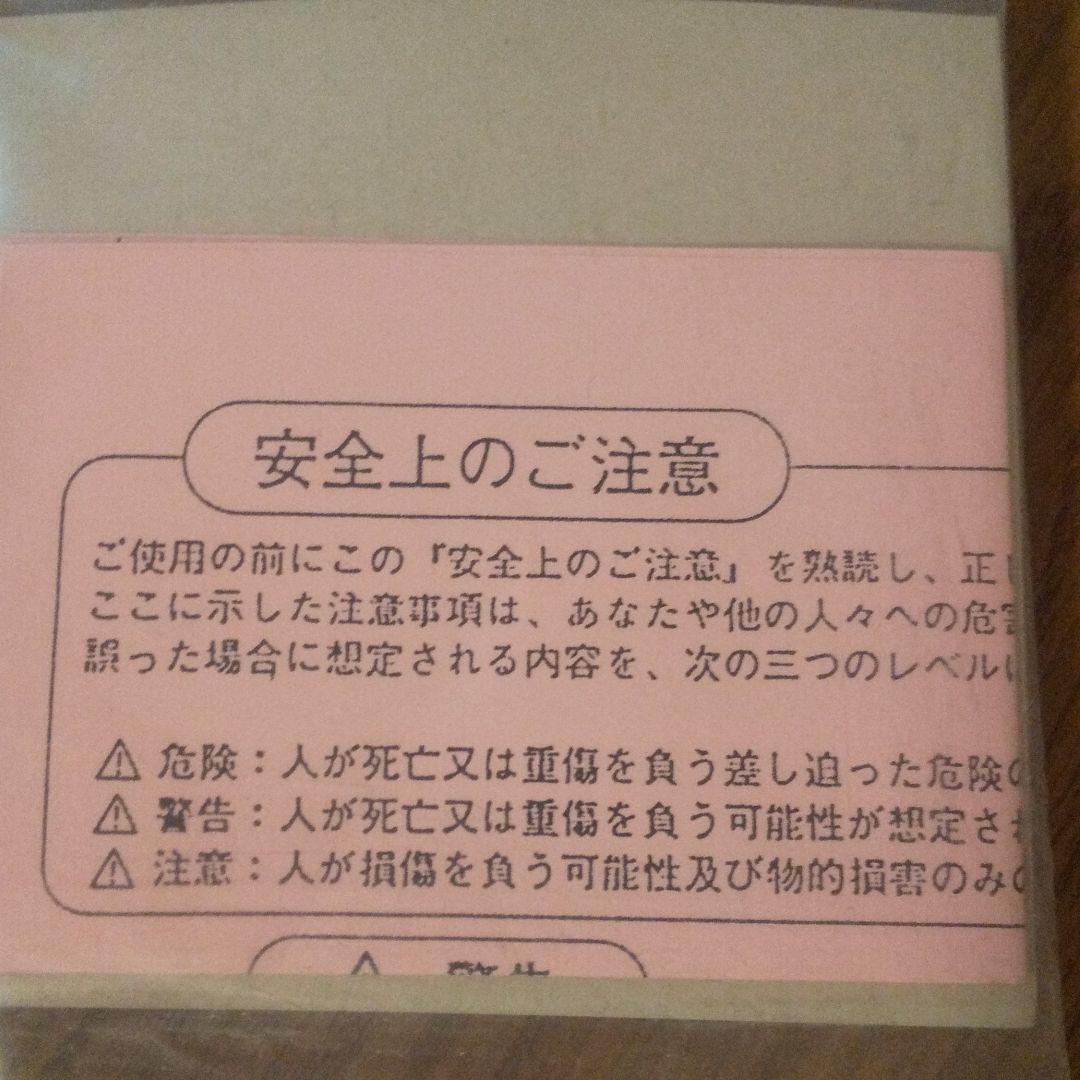 安全上のご注意
ご使用の前にこの『安全上のご注意』を熟読し、正し
ここに示した注意事項は、あなたや他の人々への危害
誤った場合に想定される内容を、次の三つのレベルに
⚠ 危険：人が死亡又は重傷を負う差し迫った危険の
⚠ 警告：人が死亡又は重傷を負う可能性が想定され
⚠ 注意：人が損傷を負う可能性及び物的損害のみの
⚠ 警告